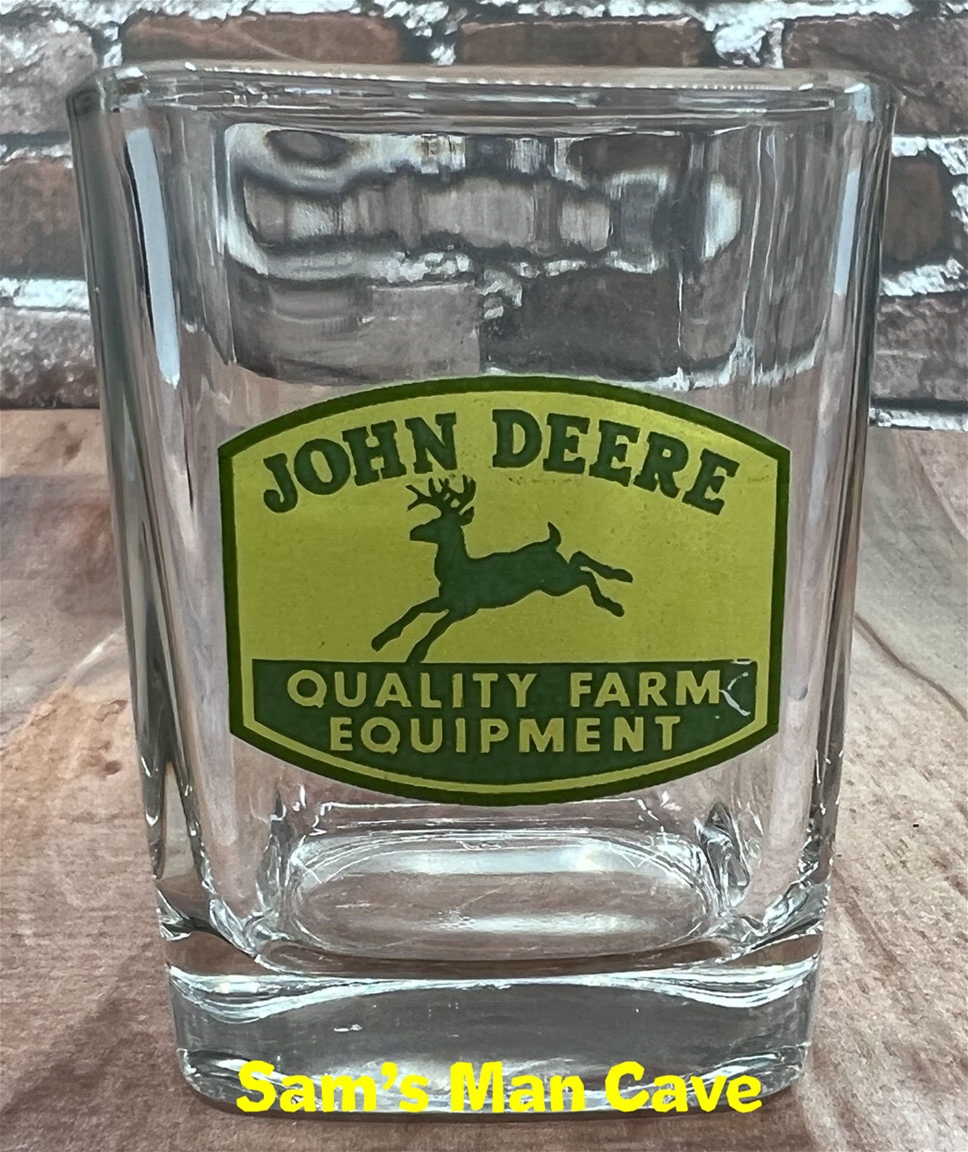 JOHN DEERE
QUALITY FARM
EQUIPMENT
Sam's Man Cave